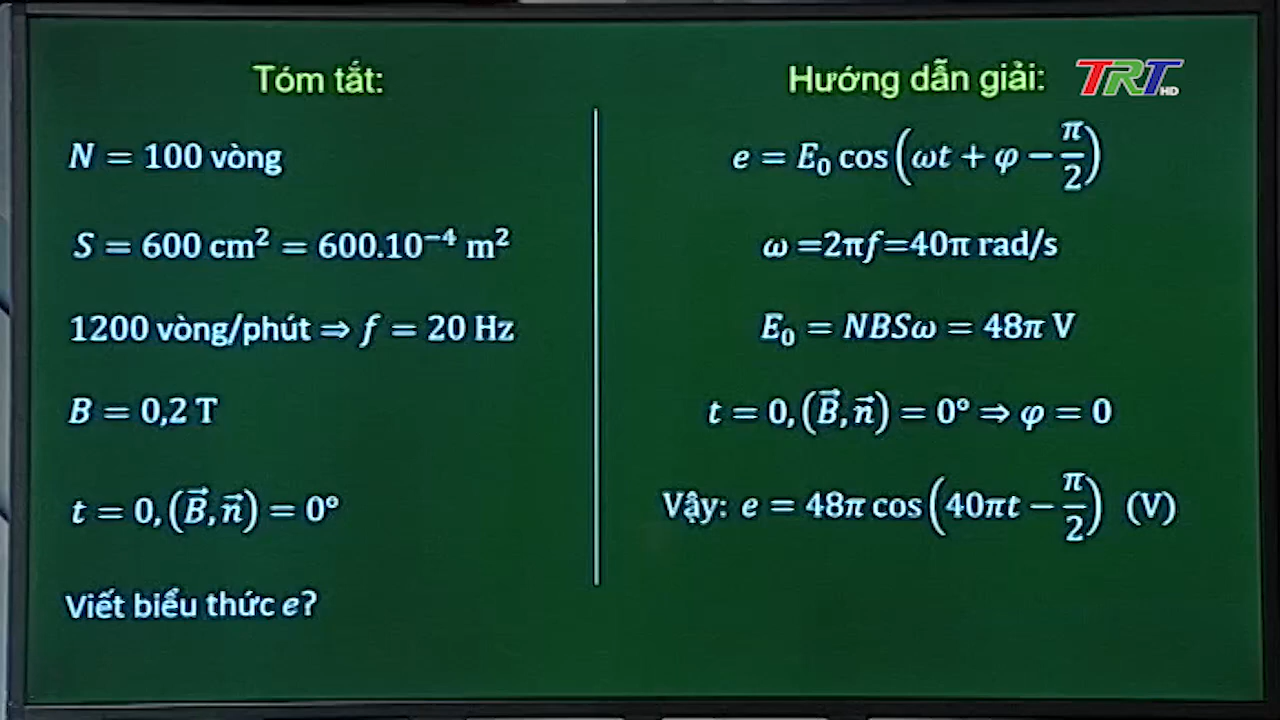 Tóm tắt:
N = 100 vòng
S = 600 cm² = 600.10⁻⁴ m²
1200 vòng/phút ⇒ f = 20 Hz
B = 0,2 T
t = 0, (B⃗, n⃗) = 0°
Viết biểu thức e?
Hướng dẫn giải:
TRT HD
e = E₀ cos(ωt + φ − π/2)
ω =2πf=40π rad/s
E₀ = NBSω = 48π V
t = 0, (B⃗, n⃗) = 0° ⇒ φ = 0
Vậy: e = 48π cos(40πt − π/2) (V)